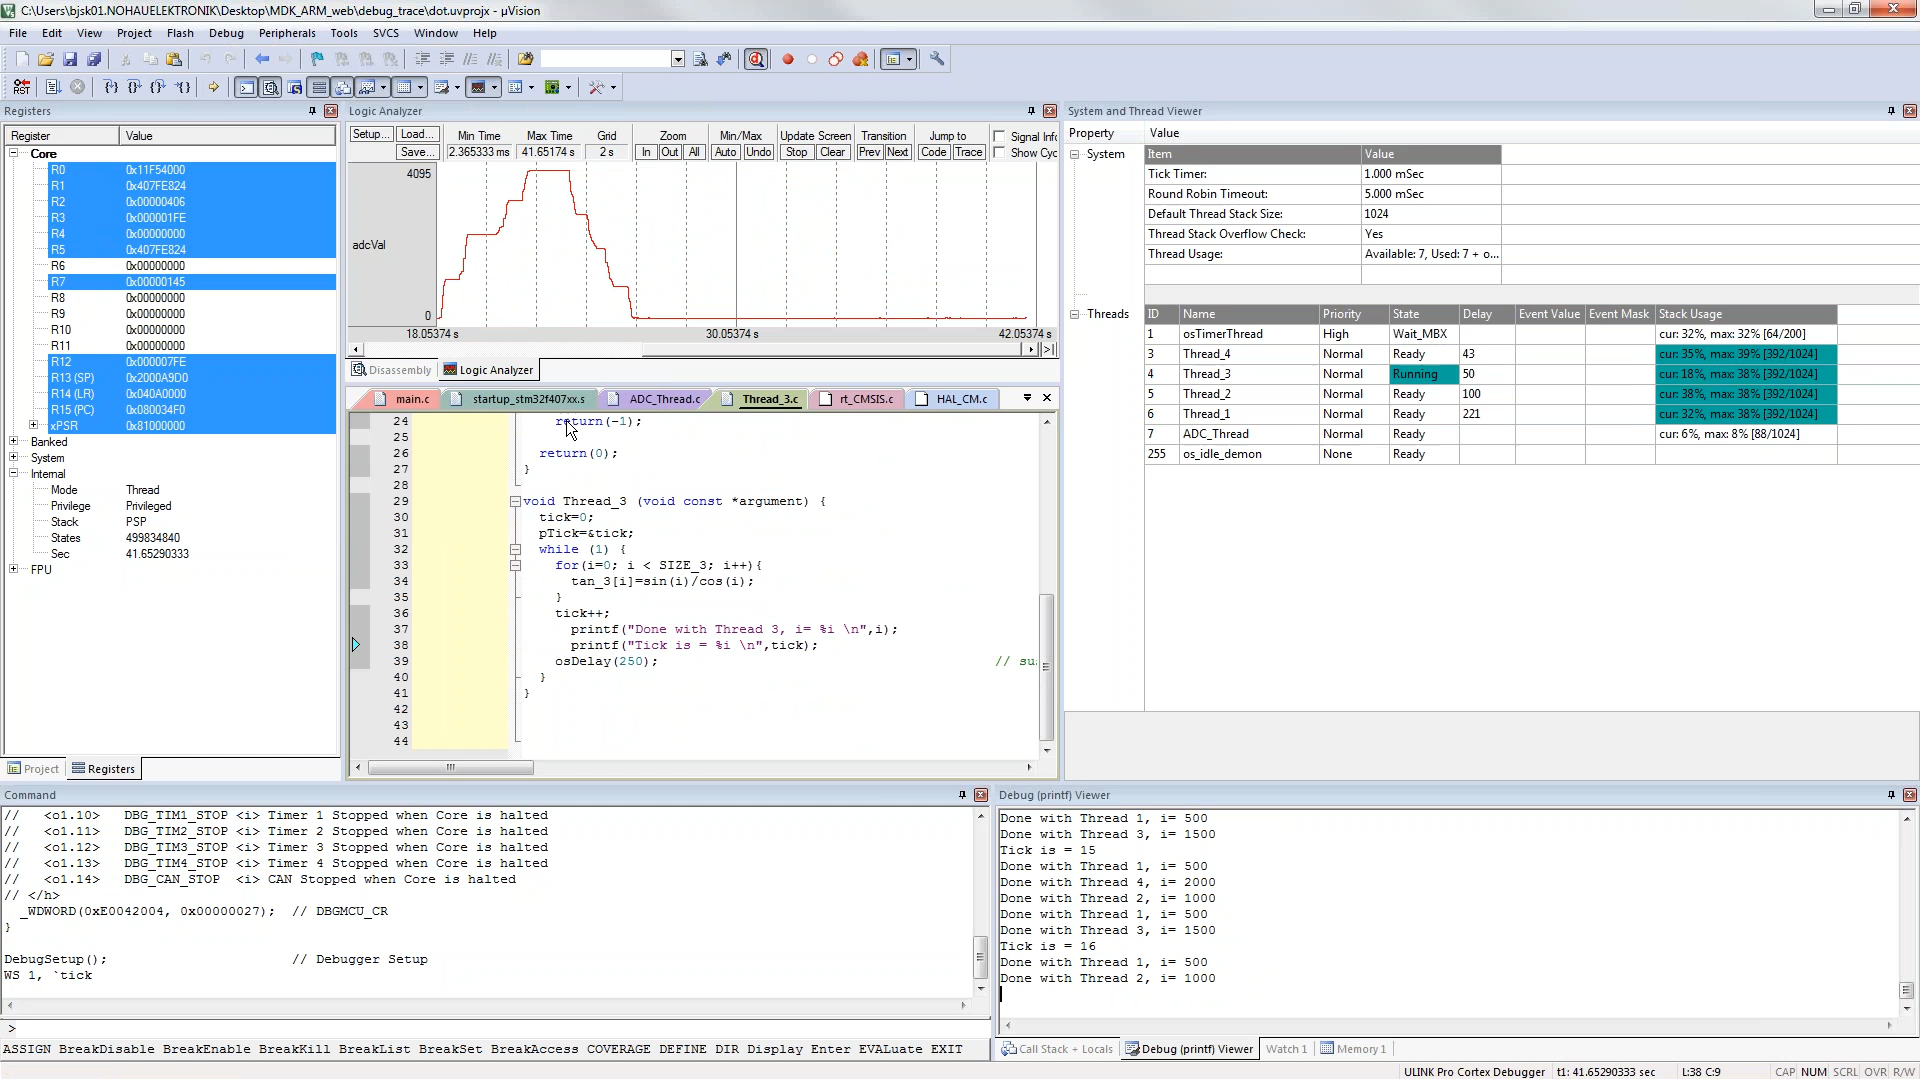 C:\Users\bjsk01.NOHAUELEKTRONIK\Desktop\MDK_ARM_web\debug_trace\dot.uvprojx - µVision
File Edit View Project Flash Debug Peripherals Tools SVCS Window Help
RST
Registers
Register Value
Core
R0 0x11F54000
R1 0x407FE824
R2 0x00000406
R3 0x000001FE
R4 0x00000000
R5 0x407FE824
R6 0x00000000
R7 0x00000145
R8 0x00000000
R9 0x00000000
R10 0x00000000
R11 0x00000000
R12 0x000007FE
R13 (SP) 0x2000A9D0
R14 (LR) 0x040A0000
R15 (PC) 0x080034F0
xPSR 0x81000000
Banked
System
Internal
Mode Thread
Privilege Privileged
Stack PSP
States 499834840
Sec 41.65290333
FPU
Project Registers
Logic Analyzer
Setup... Load... Min Time Max Time Grid Zoom Min/Max Update Screen Transition Jump to Signal Info
Save... 2.365333 ms 41.65174 s 2 s In Out All Auto Undo Stop Clear Prev Next Code Trace Show Cyc
4095
adcVal
0
18.05374 s 30.05374 s 42.05374 s
Disassembly Logic Analyzer
main.c startup_stm32f407xx.s ADC_Thread.c Thread_3.c rt_CMSIS.c HAL_CM.c
24 return(-1);
25
26 return(0);
27 }
28
29 void Thread_3 (void const *argument) {
30 tick=0;
31 pTick=&tick;
32 while (1) {
33 for(i=0; i < SIZE_3; i++){
34 tan_3[i]=sin(i)/cos(i);
35 }
36 tick++;
37 printf("Done with Thread 3, i= %i \n",i);
38 printf("Tick is = %i \n",tick);
39 osDelay(250); // su
40 }
41 }
42
43
44
System and Thread Viewer
Property Value
System
Item Value
Tick Timer: 1.000 mSec
Round Robin Timeout: 5.000 mSec
Default Thread Stack Size: 1024
Thread Stack Overflow Check: Yes
Thread Usage: Available: 7, Used: 7 + o...
Threads
ID Name Priority State Delay Event Value Event Mask Stack Usage
1 osTimerThread High Wait_MBX cur: 32%, max: 32% [64/200]
3 Thread_4 Normal Ready 43 cur: 35%, max: 39% [392/1024]
4 Thread_3 Normal Running 50 cur: 18%, max: 38% [392/1024]
5 Thread_2 Normal Ready 100 cur: 38%, max: 38% [392/1024]
6 Thread_1 Normal Ready 221 cur: 32%, max: 38% [392/1024]
7 ADC_Thread Normal Ready cur: 6%, max: 8% [88/1024]
255 os_idle_demon None Ready
Command
// <o1.10> DBG_TIM1_STOP <i> Timer 1 Stopped when Core is halted
// <o1.11> DBG_TIM2_STOP <i> Timer 2 Stopped when Core is halted
// <o1.12> DBG_TIM3_STOP <i> Timer 3 Stopped when Core is halted
// <o1.13> DBG_TIM4_STOP <i> Timer 4 Stopped when Core is halted
// <o1.14> DBG_CAN_STOP <i> CAN Stopped when Core is halted
// </h>
_WDWORD(0xE0042004, 0x00000027); // DBGMCU_CR
}
DebugSetup(); // Debugger Setup
WS 1, `tick
>
ASSIGN BreakDisable BreakEnable BreakKill BreakList BreakSet BreakAccess COVERAGE DEFINE DIR Display Enter EVALuate EXIT
Debug (printf) Viewer
Done with Thread 1, i= 500
Done with Thread 3, i= 1500
Tick is = 15
Done with Thread 1, i= 500
Done with Thread 4, i= 2000
Done with Thread 2, i= 1000
Done with Thread 1, i= 500
Done with Thread 3, i= 1500
Tick is = 16
Done with Thread 1, i= 500
Done with Thread 2, i= 1000
Call Stack + Locals Debug (printf) Viewer Watch 1 Memory 1
ULINK Pro Cortex Debugger t1: 41.65290333 sec L:38 C:9 CAP NUM SCRL OVR R/W